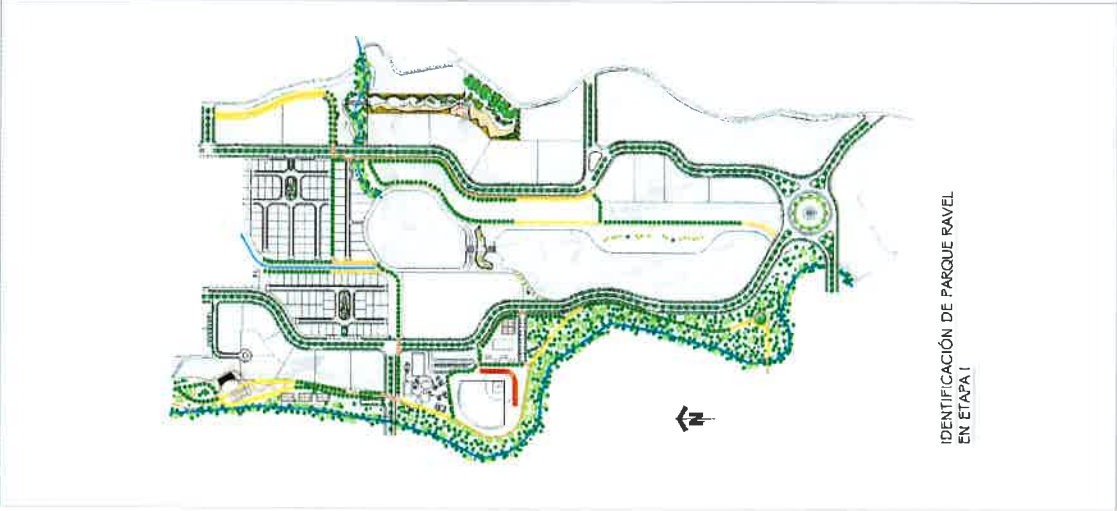 IDENTIFICACIÓN DE PARQUE RAVEL
EN ETAPA I
N